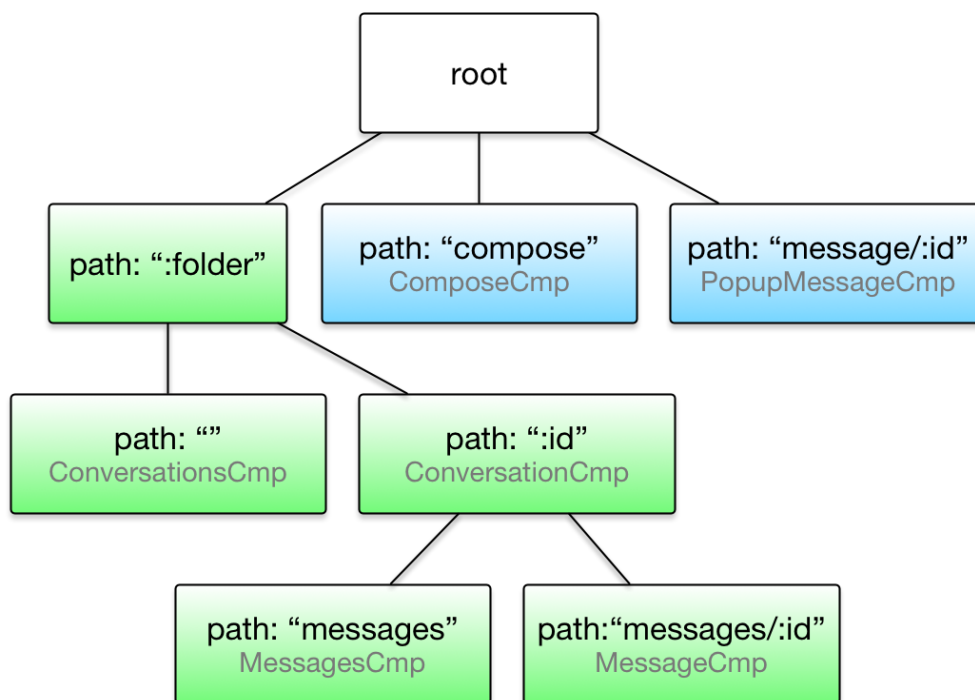 root
path: “:folder”
path: “compose”
ComposeCmp
path: “message/:id”
PopupMessageCmp
path: “”
ConversationsCmp
path: “:id”
ConversationCmp
path: “messages”
MessagesCmp
path:“messages/:id”
MessageCmp